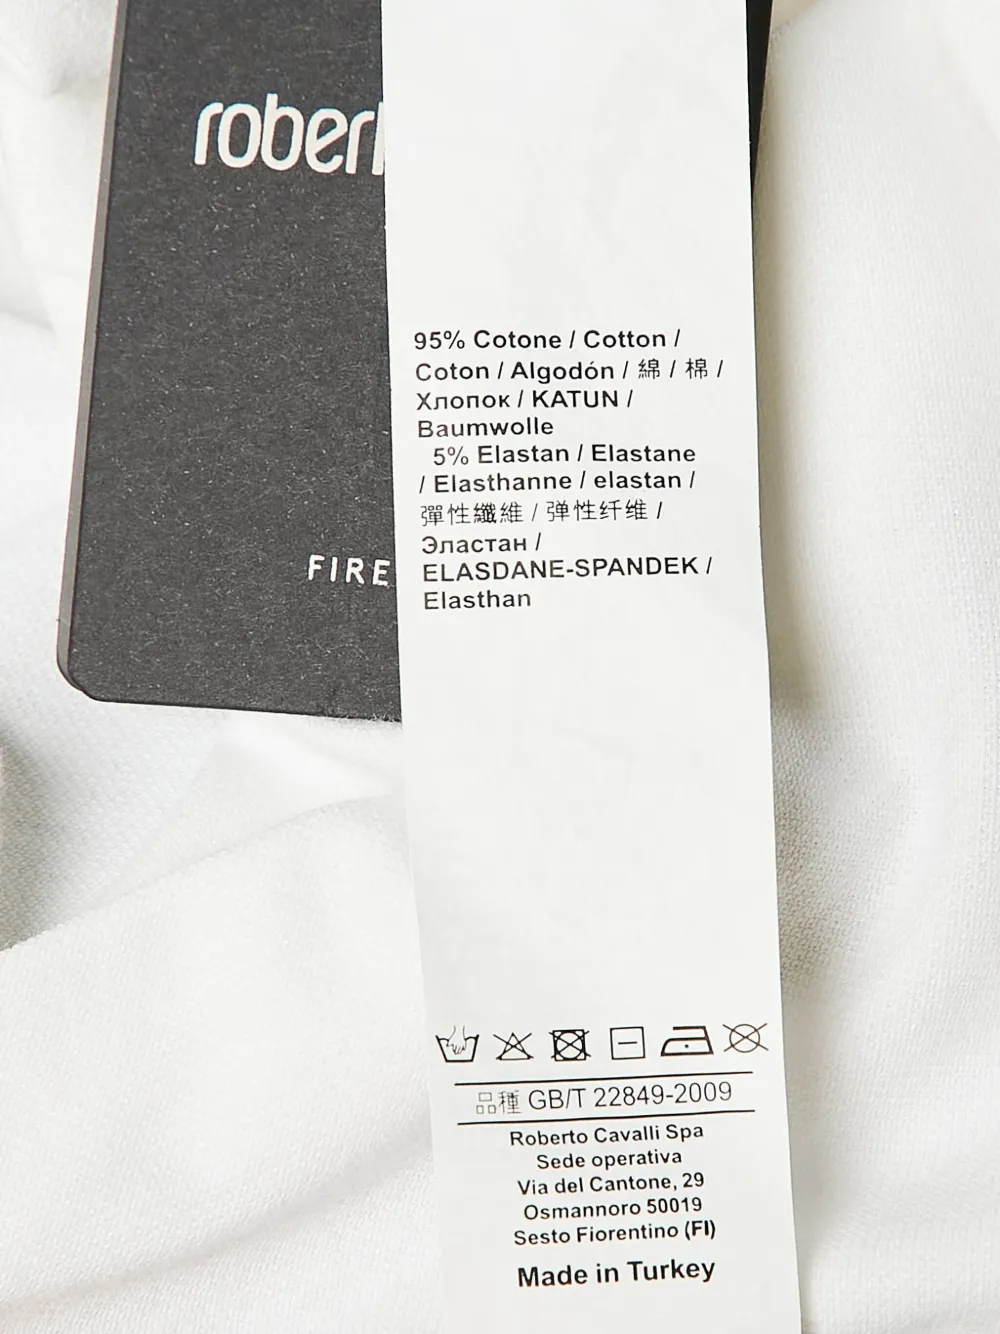 rober
FIRE
95% Cotone / Cotton /
Coton / Algodón / 綿 / 棉 /
Хлопок / KATUN /
Baumwolle
5% Elastan / Elastane
/ Elasthanne / elastan /
彈性纖維 / 弹性纤维 /
Эластан /
ELASDANE-SPANDEK /
Elasthan
品種 GB/T 22849-2009
Roberto Cavalli Spa
Sede operativa
Via del Cantone, 29
Osmannoro 50019
Sesto Fiorentino (FI)
Made in Turkey